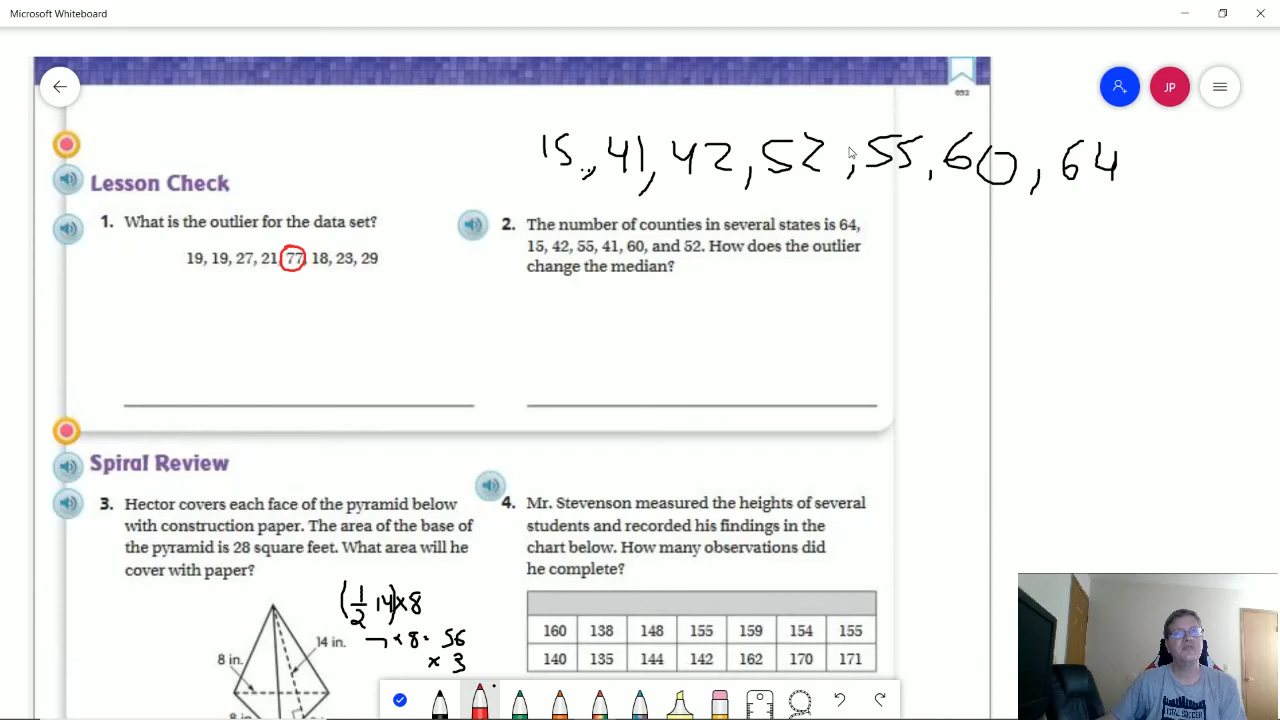 Microsoft Whiteboard
JP
692
15, 41, 42, 52, 55, 60, 64
Lesson Check
1. What is the outlier for the data set?
19, 19, 27, 21, 77, 18, 23, 29
2. The number of counties in several states is 64,
15, 42, 55, 41, 60, and 52. How does the outlier
change the median?
Spiral Review
3. Hector covers each face of the pyramid below
with construction paper. The area of the base of
the pyramid is 28 square feet. What area will he
cover with paper?
(1/2 14)×8
7 × 8 = 56
× 3
14 in.
8 in.
8 in.
4. Mr. Stevenson measured the heights of several
students and recorded his findings in the
chart below. How many observations did
he complete?
160 138 148 155 159 154 155
140 135 144 142 162 170 171